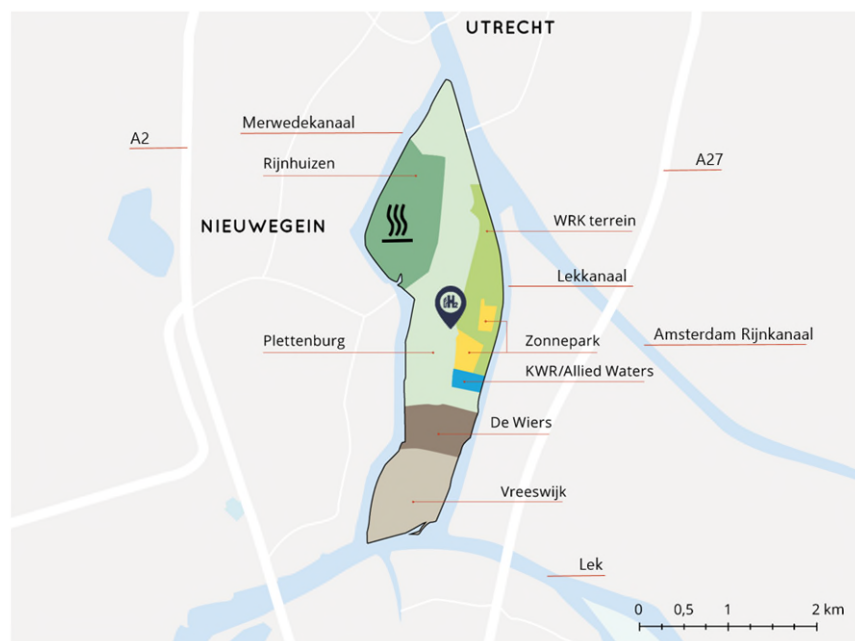 UTRECHT
Merwedekanaal
A2
Rijnhuizen
A27
NIEUWEGEIN
WRK terrein
Lekkanaal
H₂
Plettenburg
Zonnepark
Amsterdam Rijnkanaal
KWR/Allied Waters
De Wiers
Vreeswijk
Lek
0 0,5 1 2 km